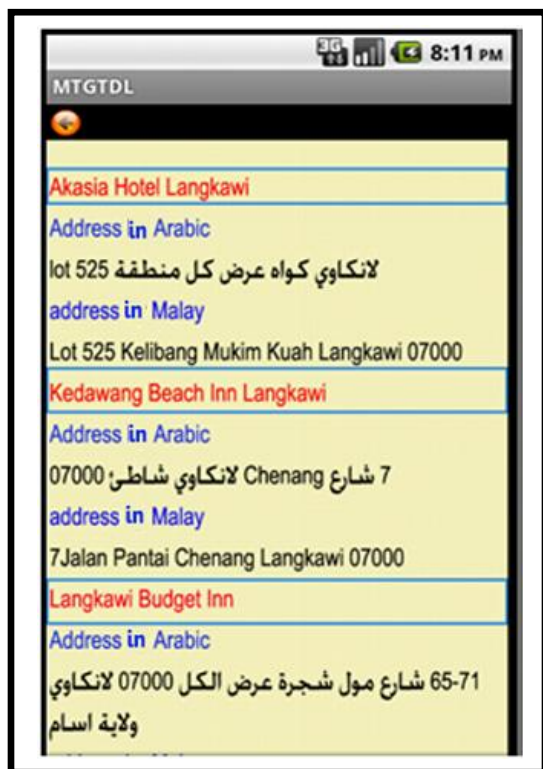 3G 8:11 PM
MTGTDL
Akasia Hotel Langkawi
Address in Arabic
لانكاوي كواه عرض كل منطقة lot 525
address in Malay
Lot 525 Kelibang Mukim Kuah Langkawi 07000
Kedawang Beach Inn Langkawi
Address in Arabic
7 شارع Chenang لانكاوي شاطئ 07000
address in Malay
7Jalan Pantai Chenang Langkawi 07000
Langkawi Budget Inn
Address in Arabic
65-71 شارع مول شجرة عرض الكل 07000 لانكاوي
ولاية اسام